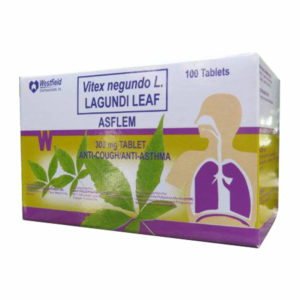 Westfield
Vitex negundo L.
100 Tablets
LAGUNDI LEAF
ASFLEM
W
300 mg TABLET
ANTI-COUGH/ANTI-ASTHMA